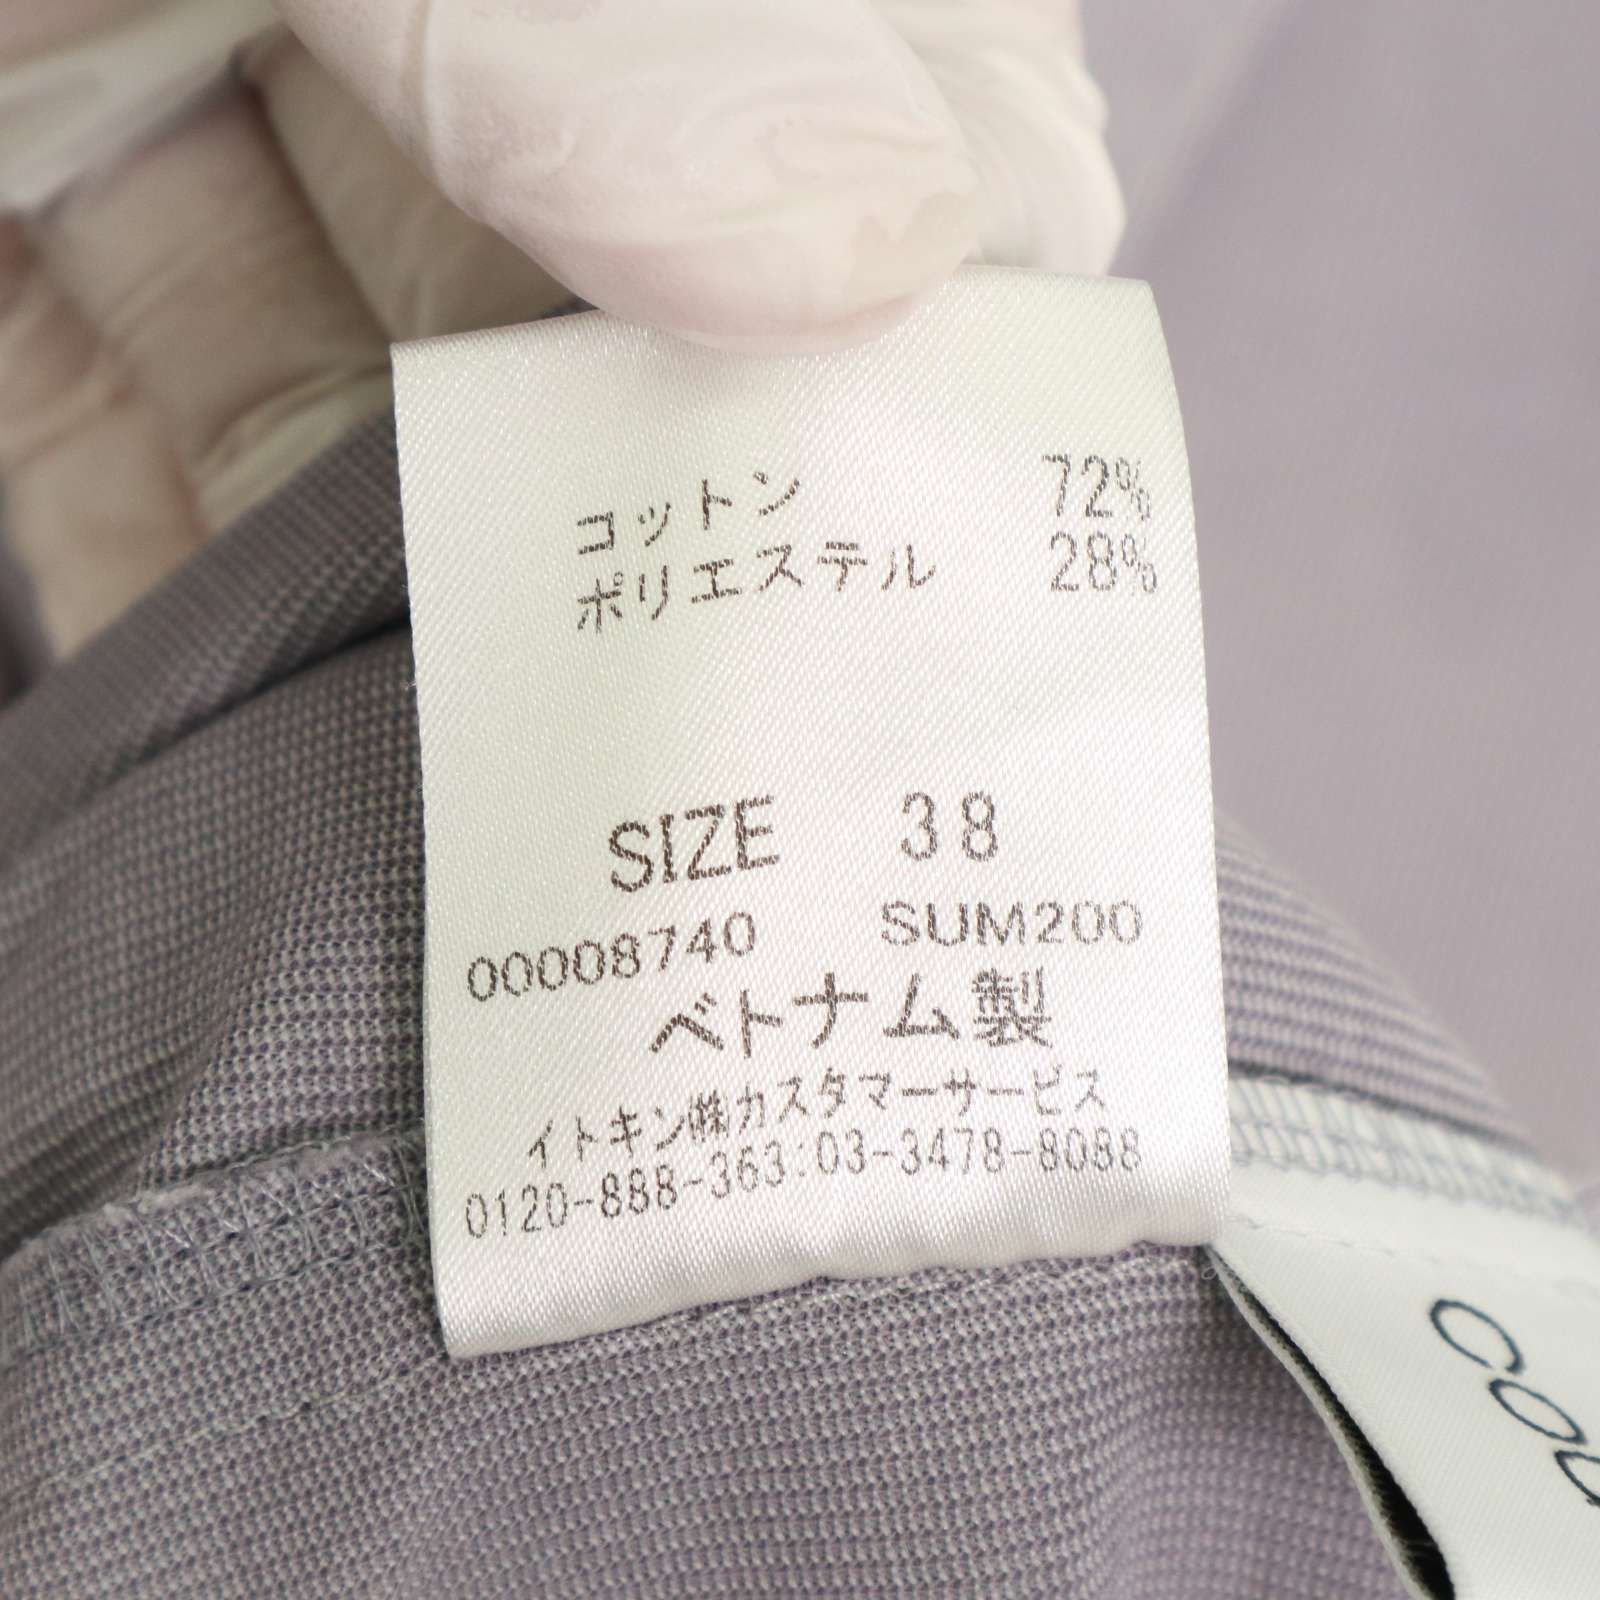 コットン 72%
ポリエステル 28%
SIZE 38
00008740 SUM200
ベトナム製
イトキン㈱カスタマーサービス
0120-888-363:03-3478-8088